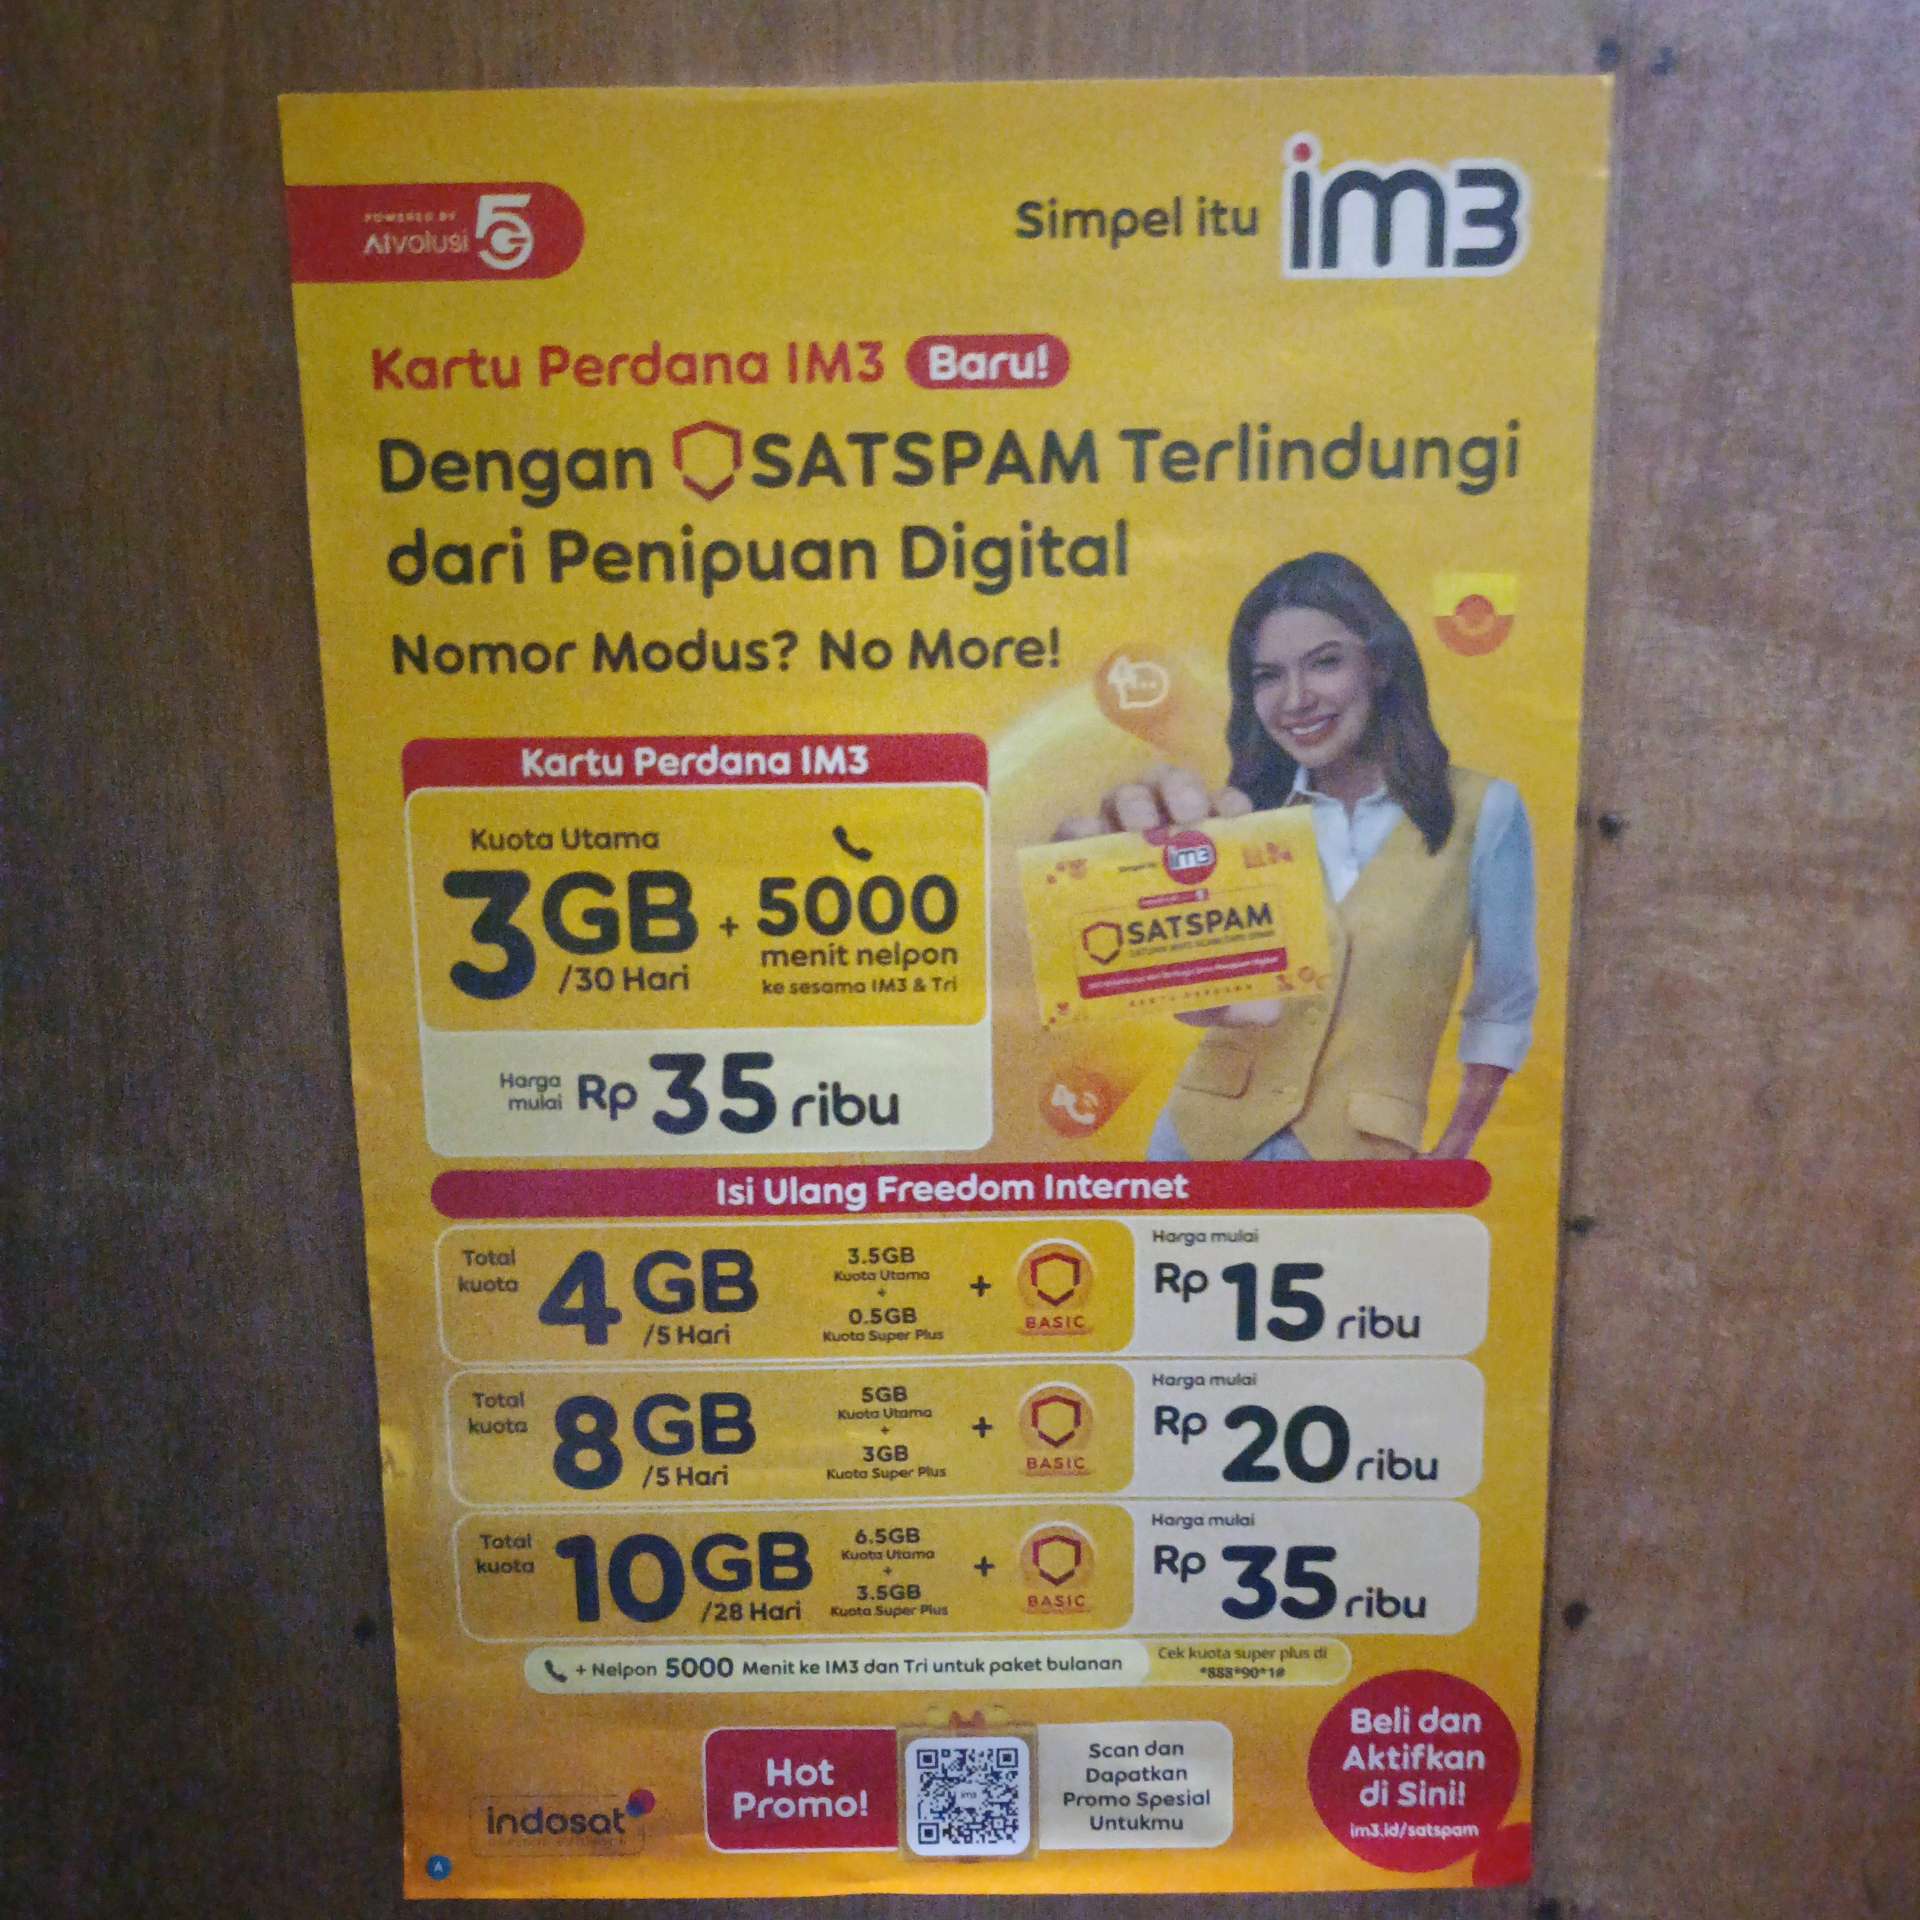 POWERED BY
AIvolusi 5G
Simpel itu im3
Kartu Perdana IM3 Baru!
Dengan SATSPAM Terlindungi
dari Penipuan Digital
Nomor Modus? No More!
Kartu Perdana IM3
Kuota Utama
3GB
/30 Hari
+
5000
menit nelpon
ke sesama IM3 & Tri
Harga
mulai
Rp 35 ribu
im3
SATSPAM
Isi Ulang Freedom Internet
Total
kuota
4GB
/5 Hari
3.5GB
Kuota Utama
+
0.5GB
Kuota Super Plus
+
BASIC
Harga mulai
Rp 15 ribu
Total
kuota
8GB
/5 Hari
5GB
Kuota Utama
+
3GB
Kuota Super Plus
+
BASIC
Harga mulai
Rp 20 ribu
Total
kuota
10GB
/28 Hari
6.5GB
Kuota Utama
+
3.5GB
Kuota Super Plus
+
BASIC
Harga mulai
Rp 35 ribu
+ Nelpon 5000 Menit ke IM3 dan Tri untuk paket bulanan
Cek kuota super plus di
*888*90*1#
Hot
Promo!
im3
Scan dan
Dapatkan
Promo Spesial
Untukmu
Beli dan
Aktifkan
di Sini!
im3.id/satspam
indosat
A